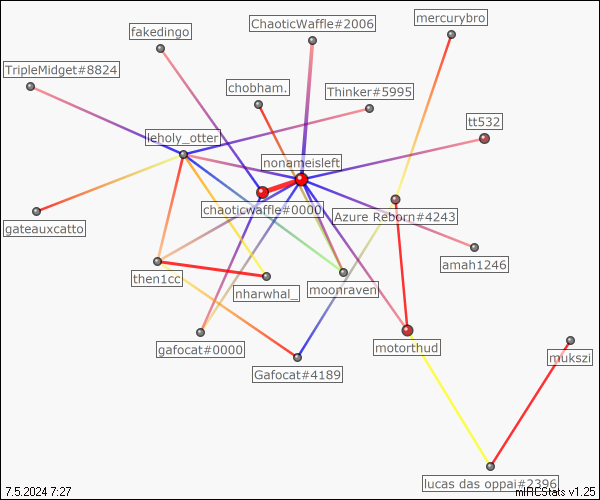 ChaoticWaffle#2006
mercurybro
fakedingo
TripleMidget#8824
chobham.
Thinker#5995
tt532
leholy_otter
nonameisleft
chaoticwaffle#0000
Azure Reborn#4243
gateauxcatto
amah1246
then1cc
nharwhal_
moonraven
gafocat#0000
motorthud
mukszi
Gafocat#4189
lucas das oppai#2396
7.5.2024 7:27
mIRCStats v1.25